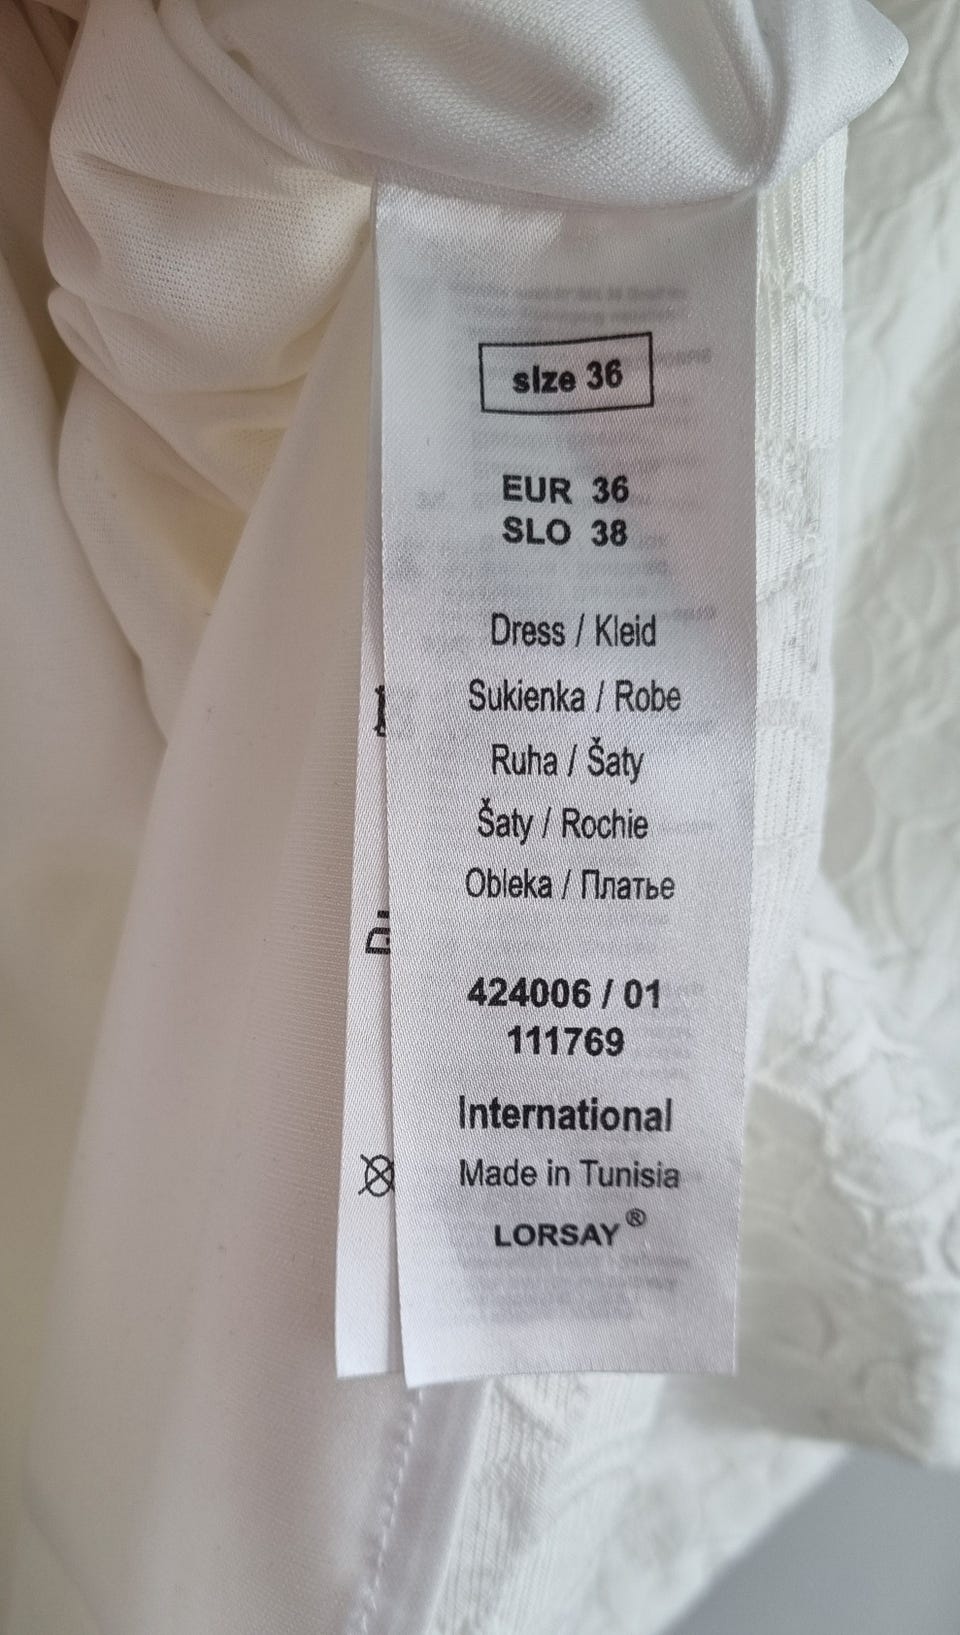 size 36
EUR 36
SLO 38
Dress / Kleid
Sukienka / Robe
Ruha / Šaty
Šaty / Rochie
Obleka / Платье
424006 / 01
111769
International
Made in Tunisia
LORSAY®